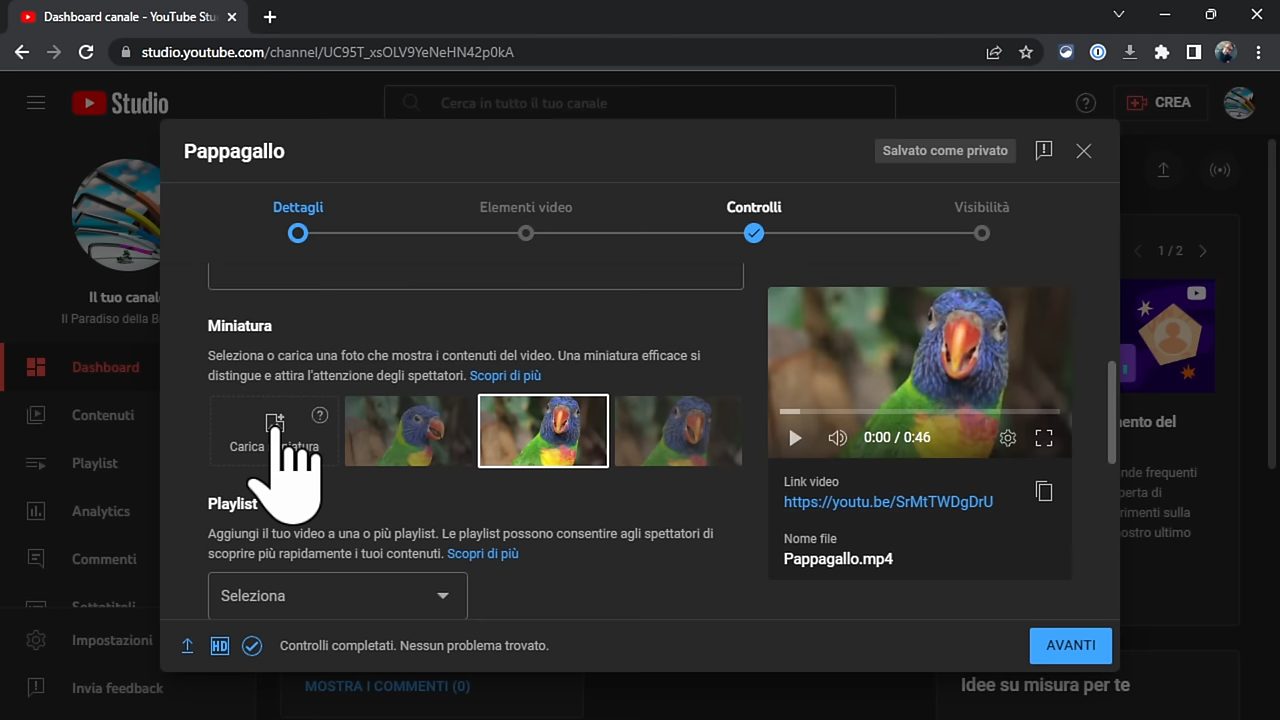 Dashboard canale - YouTube Stu
studio.youtube.com/channel/UC95T_xsOLV9YeNeHN42p0kA
Studio
Cerca in tutto il tuo canale
CREA
Pappagallo
Salvato come privato
Dettagli
Elementi video
Controlli
Visibilità
1 / 2
Il tuo canal
Il Paradiso della B
Dashboard
Contenuti
Playlist
Analytics
Commenti
Sottotitoli
Impostazioni
Invia feedback
Miniatura
Seleziona o carica una foto che mostra i contenuti del video. Una miniatura efficace si
distingue e attira l'attenzione degli spettatori. Scopri di più
Carica
atura
Playlist
Aggiungi il tuo video a una o più playlist. Le playlist possono consentire agli spettatori di
scoprire più rapidamente i tuoi contenuti. Scopri di più
Seleziona
0:00 / 0:46
Link video
https://youtu.be/SrMtTWDgDrU
Nome file
Pappagallo.mp4
ento del
nde frequenti
perta di
rimenti sulla
ostro ultimo
HD
Controlli completati. Nessun problema trovato.
AVANTI
MOSTRA I COMMENTI (0)
Idee su misura per te